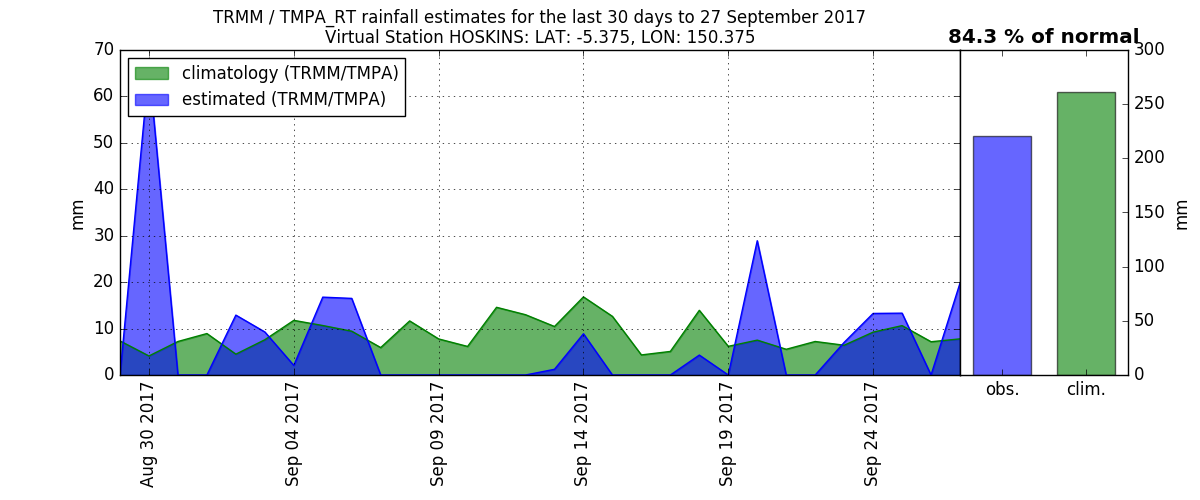 TRMM / TMPA_RT rainfall estimates for the last 30 days to 27 September 2017
Virtual Station HOSKINS: LAT: -5.375, LON: 150.375
84.3 % of normal
climatology (TRMM/TMPA)
estimated (TRMM/TMPA)
mm
70
60
50
40
30
20
10
0
Aug 30 2017
Sep 04 2017
Sep 09 2017
Sep 14 2017
Sep 19 2017
Sep 24 2017
obs.
clim.
300
250
200
150
100
50
0
mm